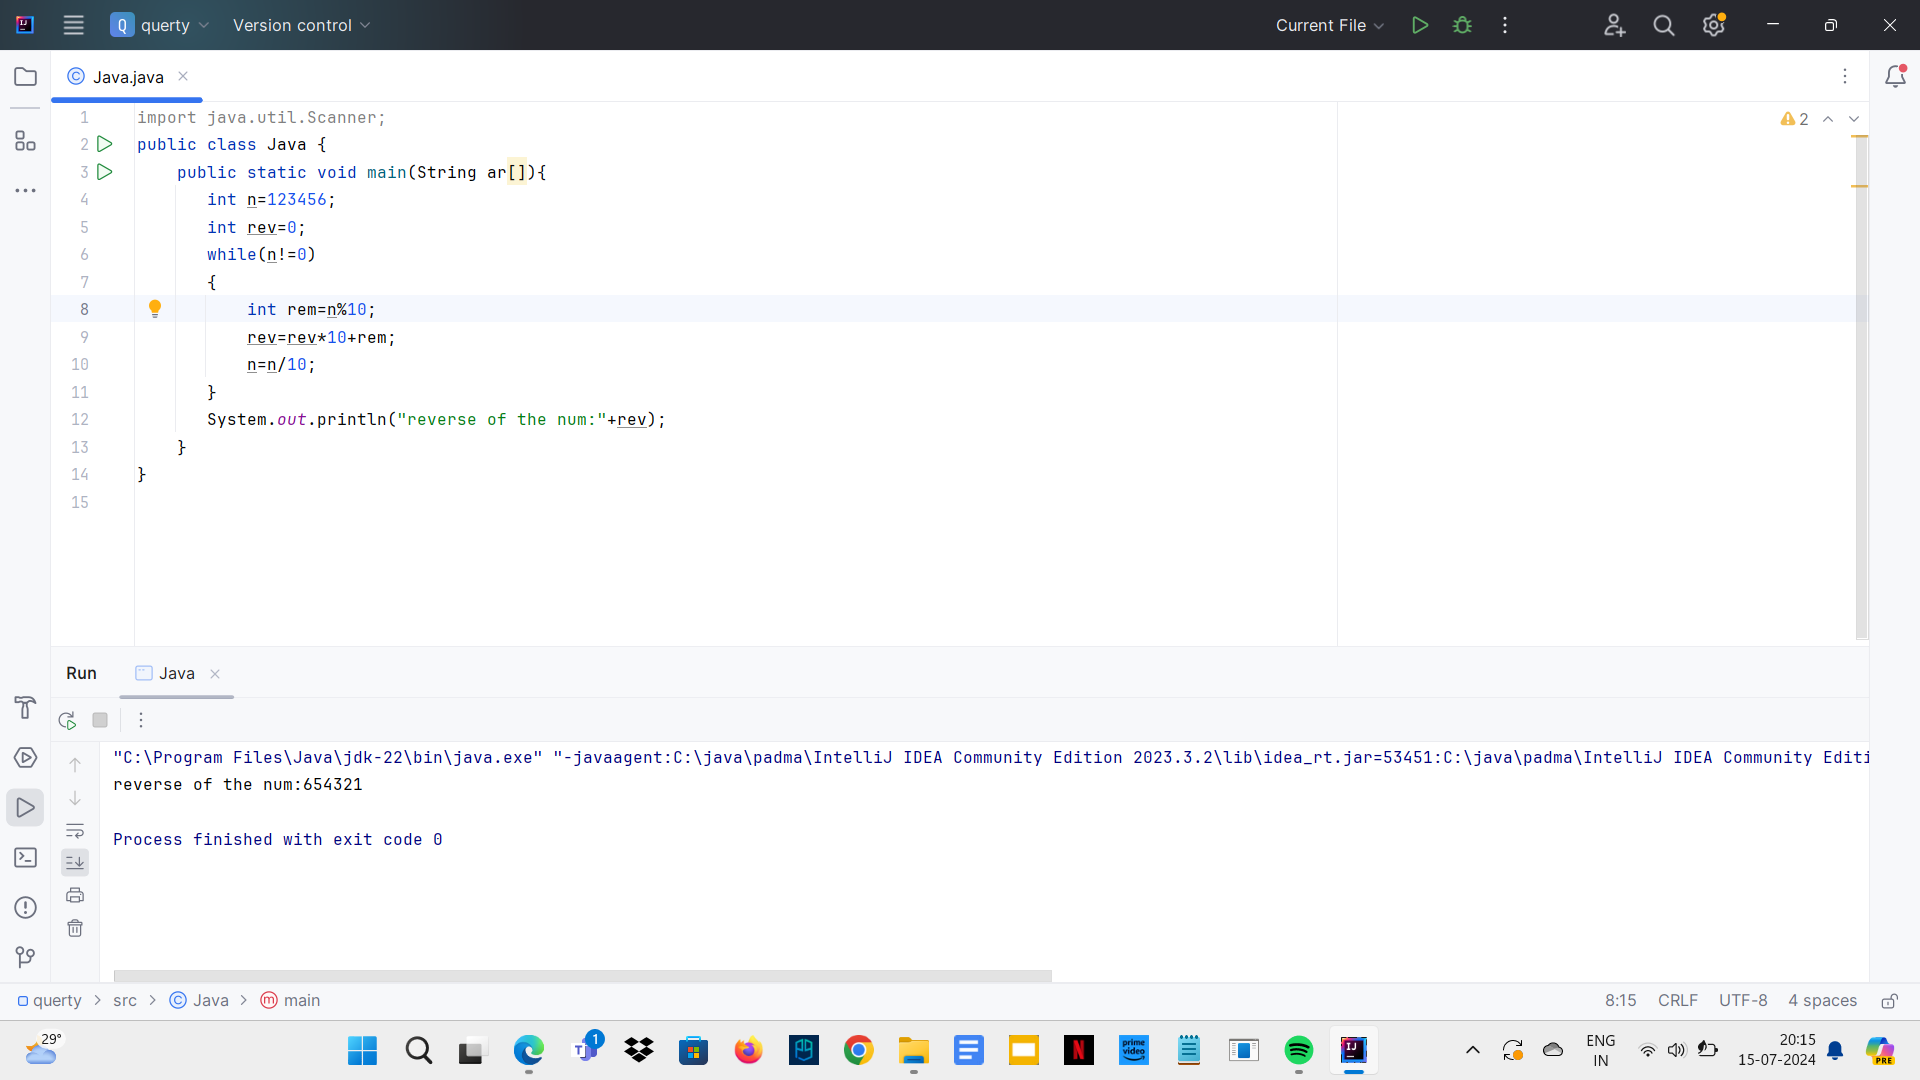 Q querty Version control Current File
Java.java
1 import java.util.Scanner;
2 public class Java {
3 public static void main(String ar[]){
4 int n=123456;
5 int rev=0;
6 while(n!=0)
7 {
8 int rem=n%10;
9 rev=rev*10+rem;
10 n=n/10;
11 }
12 System.out.println("reverse of the num:"+rev);
13 }
14 }
15
2
Run Java
"C:\Program Files\Java\jdk-22\bin\java.exe" "-javaagent:C:\java\padma\IntelliJ IDEA Community Edition 2023.3.2\lib\idea_rt.jar=53451:C:\java\padma\IntelliJ IDEA Community Editi
reverse of the num:654321
Process finished with exit code 0
querty > src > Java > main 8:15 CRLF UTF-8 4 spaces
29°
1
prime video
ENG
IN
20:15
15-07-2024
PRE